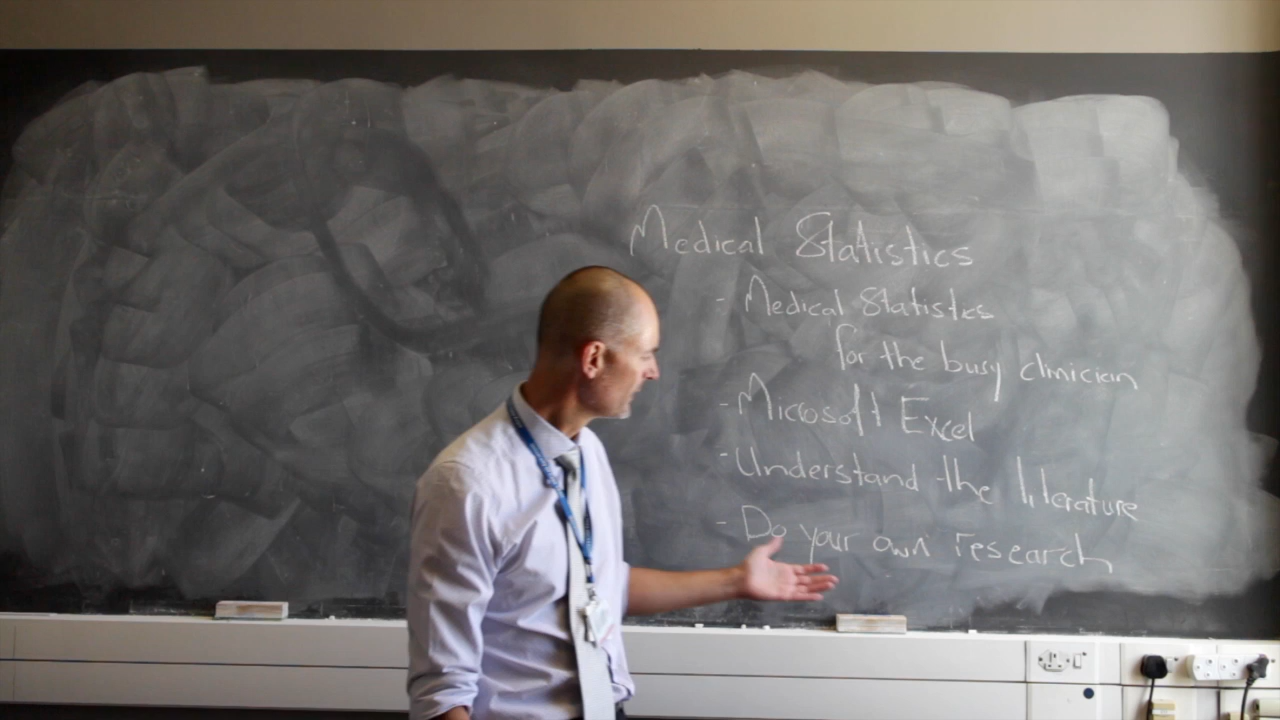 Medical Statistics
- Medical Statistics
for the busy clinician
- Microsoft Excel
- Understand the literature
- Do your own research